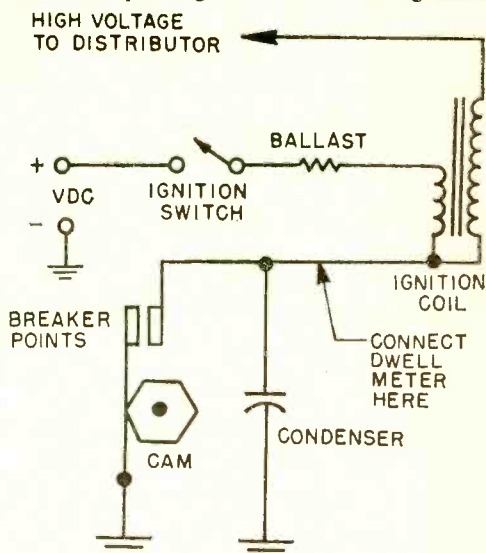 HIGH VOLTAGE
TO DISTRIBUTOR
BALLAST
+
VDC
-
IGNITION
SWITCH
IGNITION
COIL
BREAKER
POINTS
CONNECT
DWELL
METER
HERE
CAM
CONDENSER